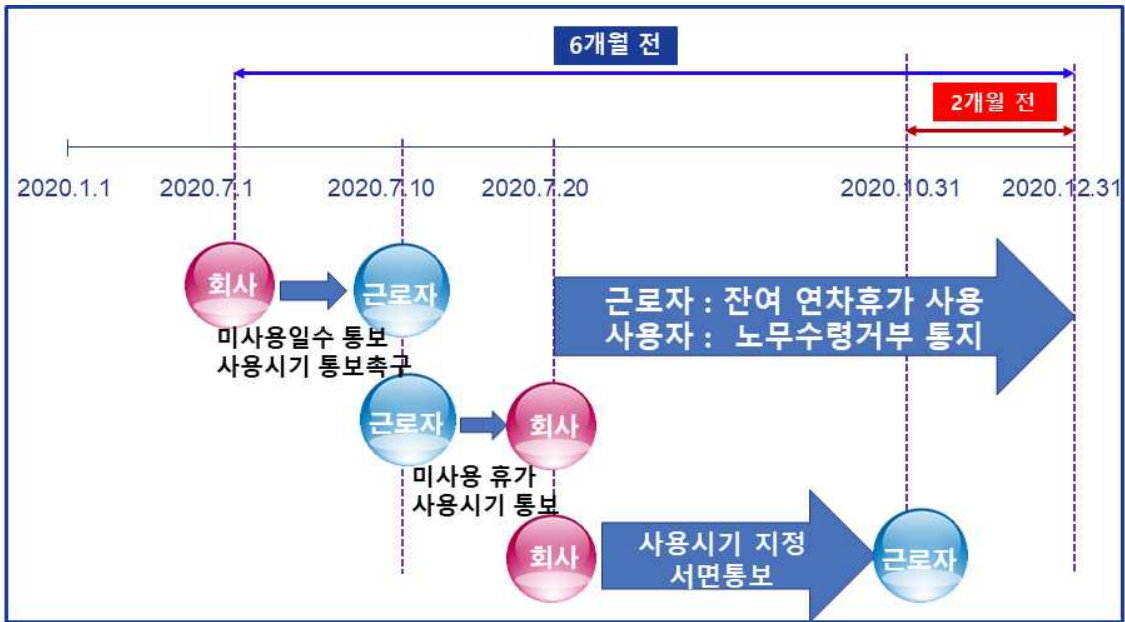 6개월 전
2개월 전
2020.1.1
2020.7.1
2020.7.10
2020.7.20
2020.10.31
2020.12.31
회사
근로자
미사용일수 통보
사용시기 통보촉구
근로자 : 잔여 연차휴가 사용
사용자 : 노무수령거부 통지
근로자
회사
미사용 휴가
사용시기 통보
회사
사용시기 지정
서면통보
근로자